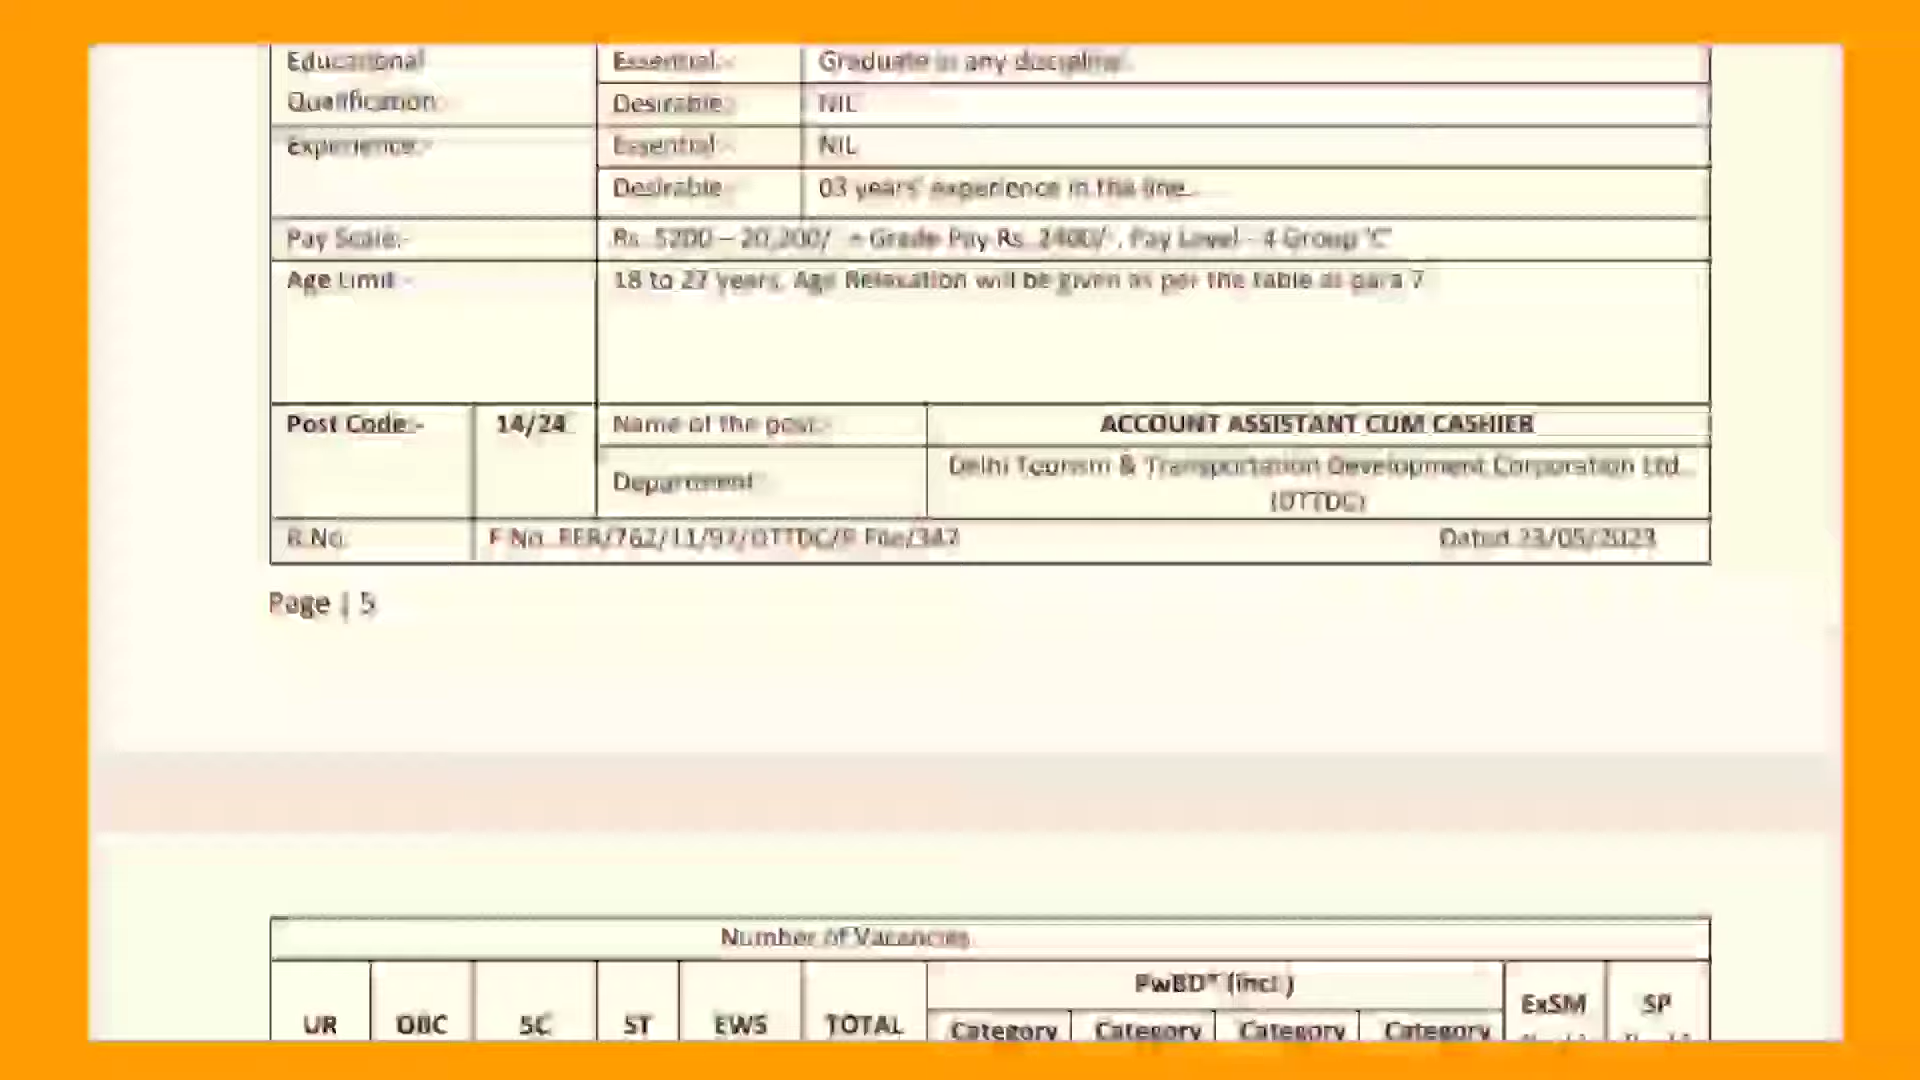 Educational
Qualification:-
Essential:- Graduate in any discipline.
Desirable:- NIL
Experience:- Essential:- NIL
Desirable:- 03 years' experience in the line.
Pay Scale:- Rs. 5200 – 20,200/- + Grade Pay Rs. 2400/-, Pay Level - 4 Group 'C'
Age Limit:- 18 to 27 years. Age Relaxation will be given as per the table at para 7
Post Code:- 14/24 Name of the post:- ACCOUNT ASSISTANT CUM CASHIER
Department:- Delhi Tourism & Transportation Development Corporation Ltd.
(DTTDC)
R.No. F.No. Dated 23/05/2023
Page | 5
Number of Vacancies
PwBD* (incl.)
UR OBC SC ST EWS TOTAL Category Category Category Category ExSM SP